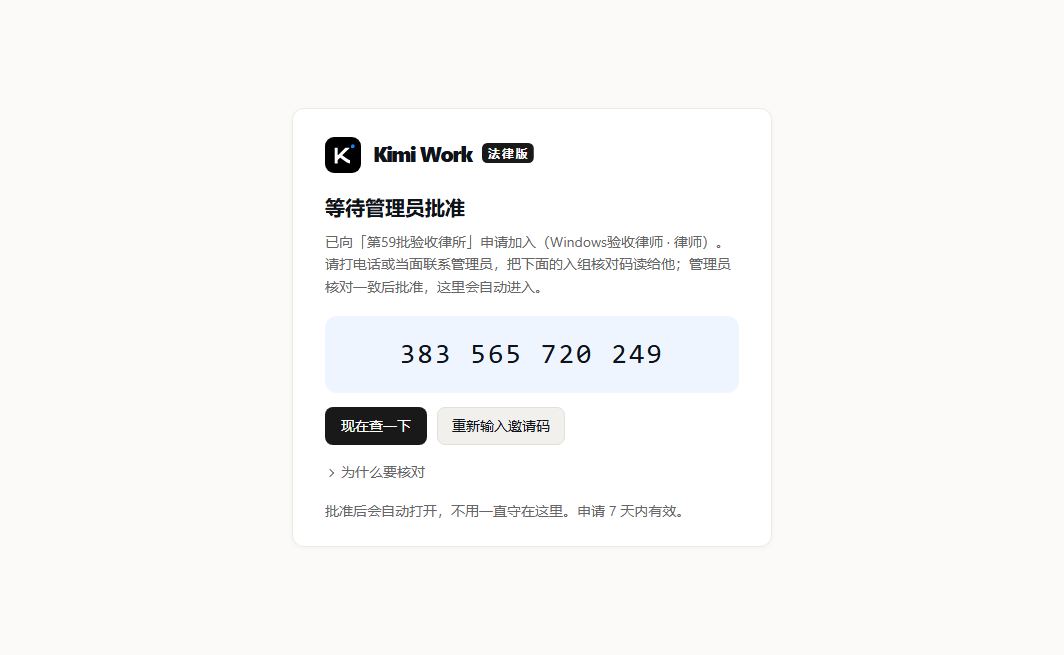 Kimi Work 法律版
等待管理员批准
已向「第59批验收律所」申请加入（Windows验收律师 · 律师）。
请打电话或当面联系管理员，把下面的入组核对码读给他；管理员
核对一致后批准，这里会自动进入。
383 565 720 249
现在查一下 重新输入邀请码
为什么要核对
批准后会自动打开，不用一直守在这里。申请 7 天内有效。